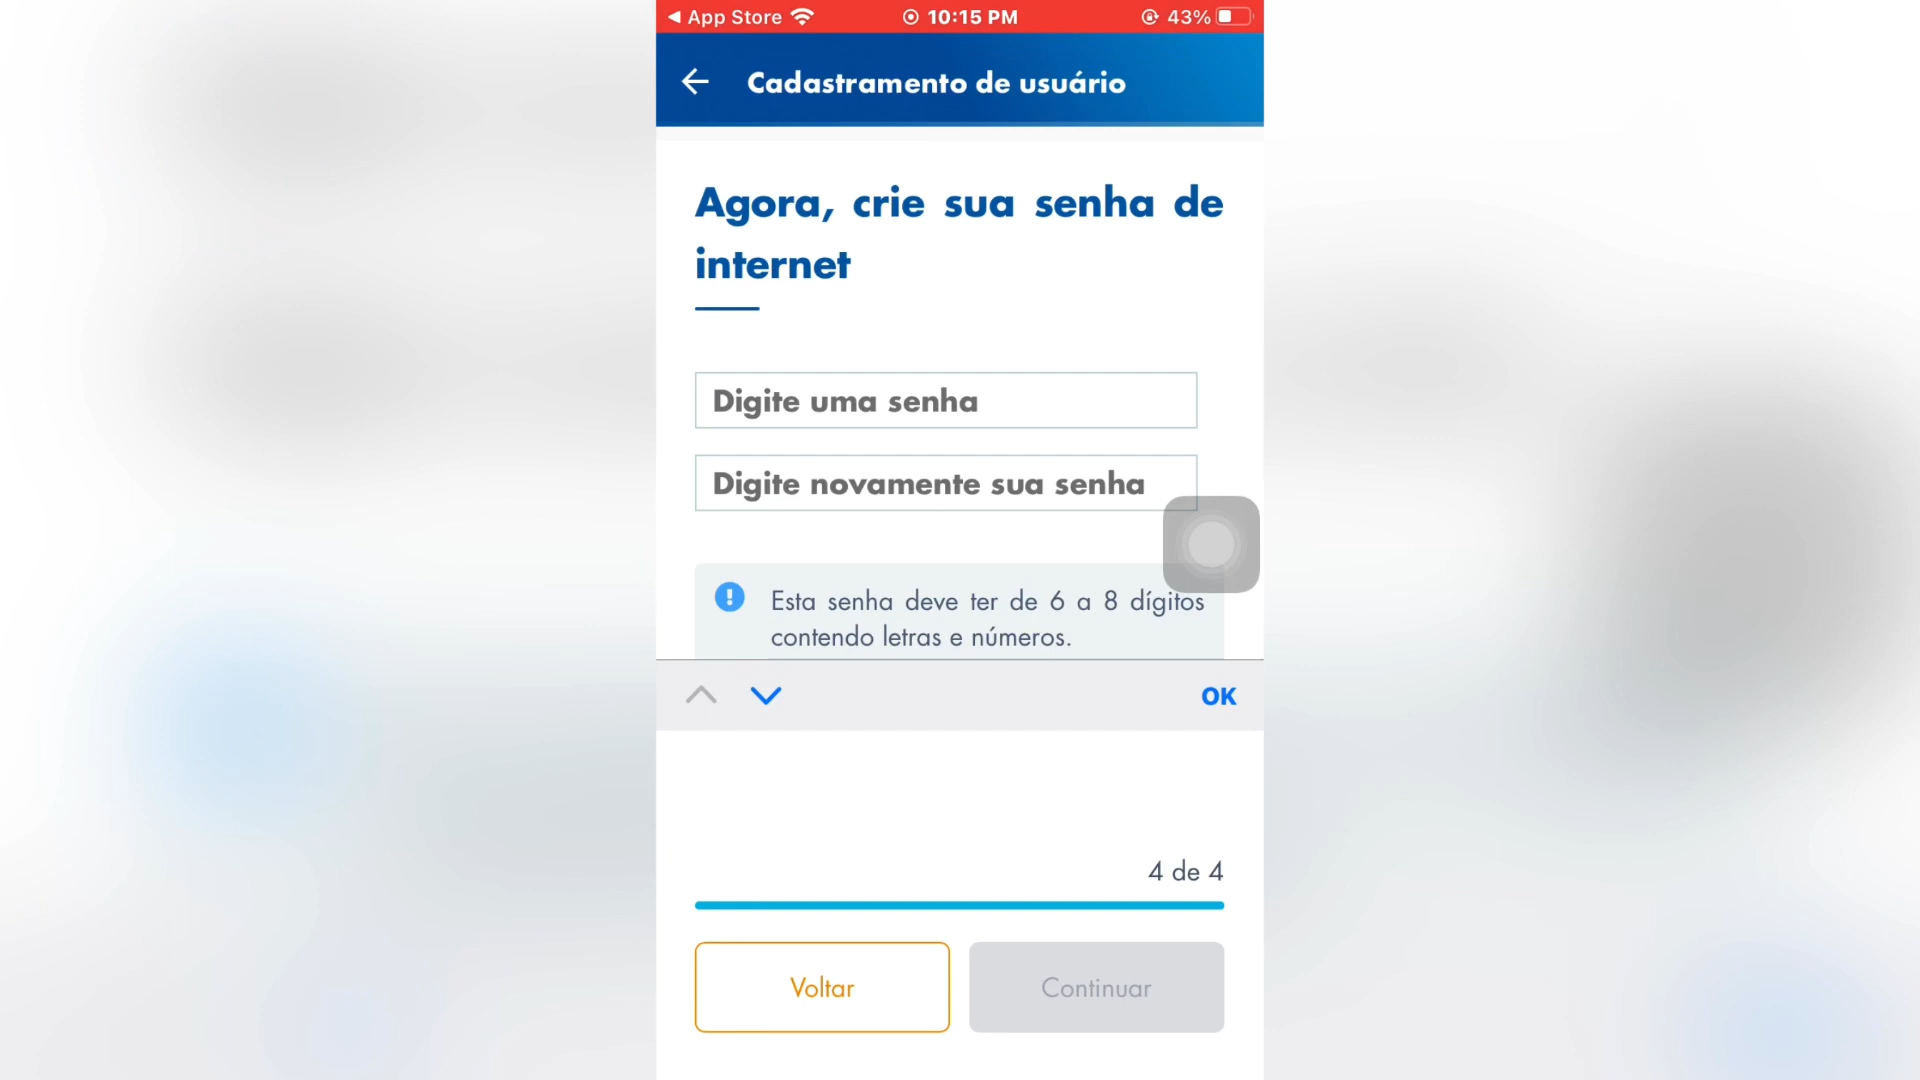 App Store 10:15 PM 43%
Cadastramento de usuário
Agora, crie sua senha de
internet
Digite uma senha
Digite novamente sua senha
Esta senha deve ter de 6 a 8 dígitos
contendo letras e números.
OK
4 de 4
Voltar Continuar